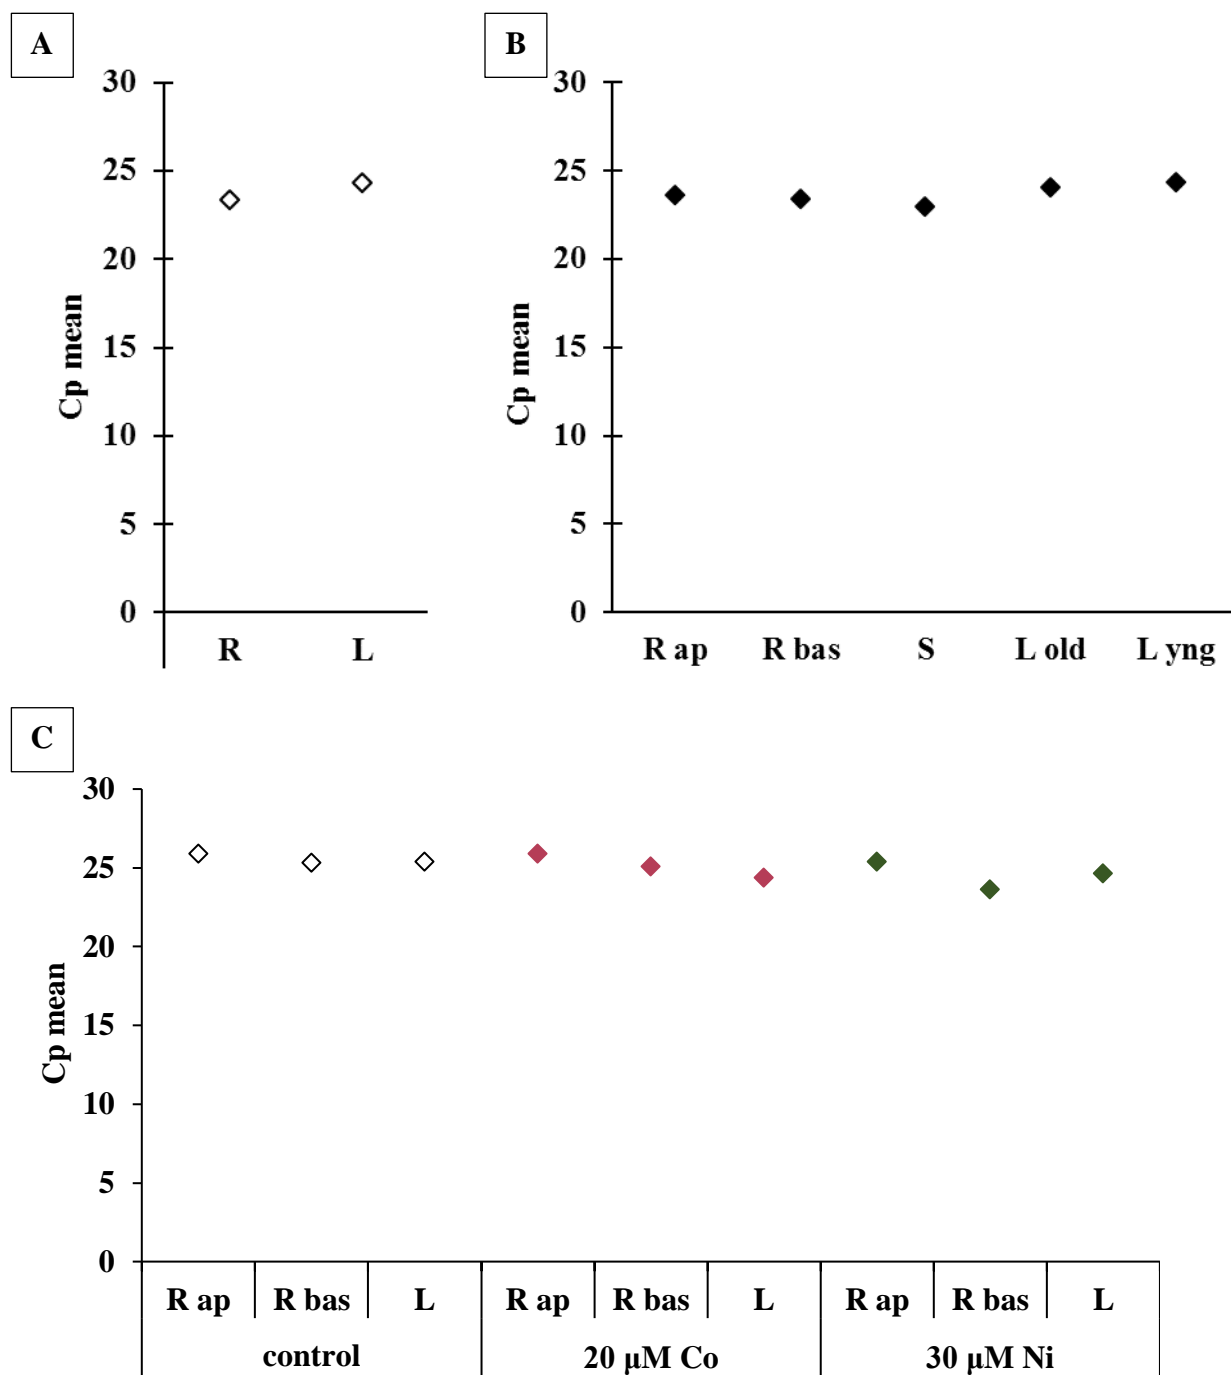 A
B
30
25
20
15
10
5
0
Cp mean
R L
30
25
20
15
10
5
0
Cp mean
R ap R bas S L old L yng
C
30
25
20
15
10
5
0
Cp mean
R ap R bas L R ap R bas L R ap R bas L
control 20 μM Co 30 μM Ni